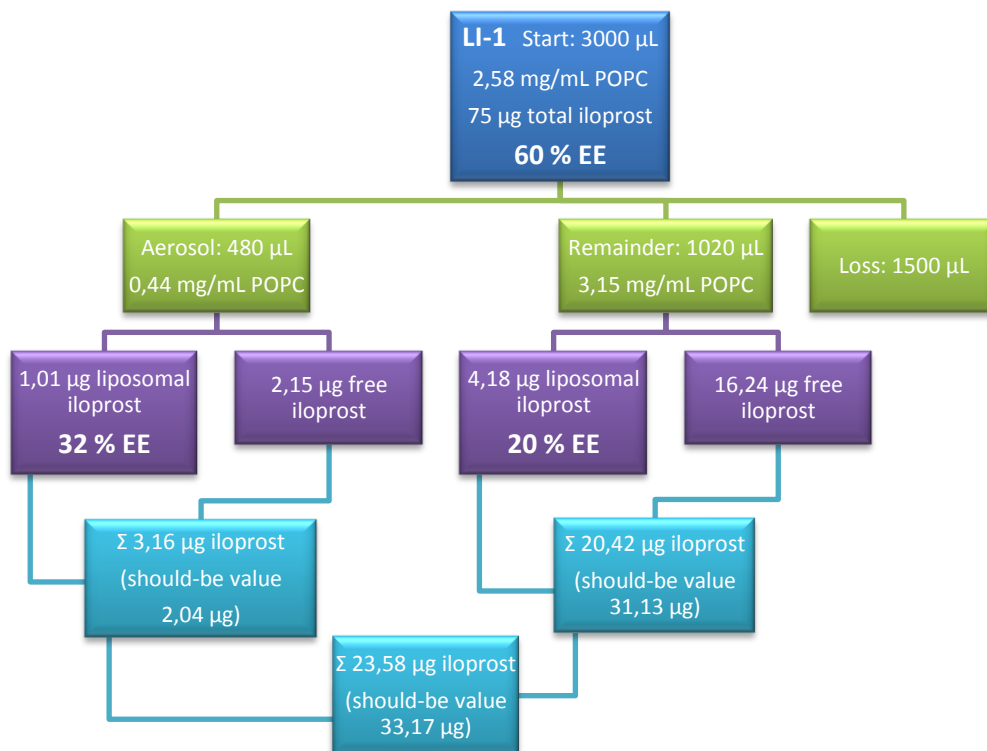 LI-1 Start: 3000 µL
2,58 mg/mL POPC
75 µg total iloprost
60 % EE
Aerosol: 480 µL
0,44 mg/mL POPC
Remainder: 1020 µL
3,15 mg/mL POPC
Loss: 1500 µL
1,01 µg liposomal
iloprost
32 % EE
2,15 µg free
iloprost
4,18 µg liposomal
iloprost
20 % EE
16,24 µg free
iloprost
Σ 3,16 µg iloprost
(should-be value
2,04 µg)
Σ 20,42 µg iloprost
(should-be value
31,13 µg)
Σ 23,58 µg iloprost
(should-be value
33,17 µg)